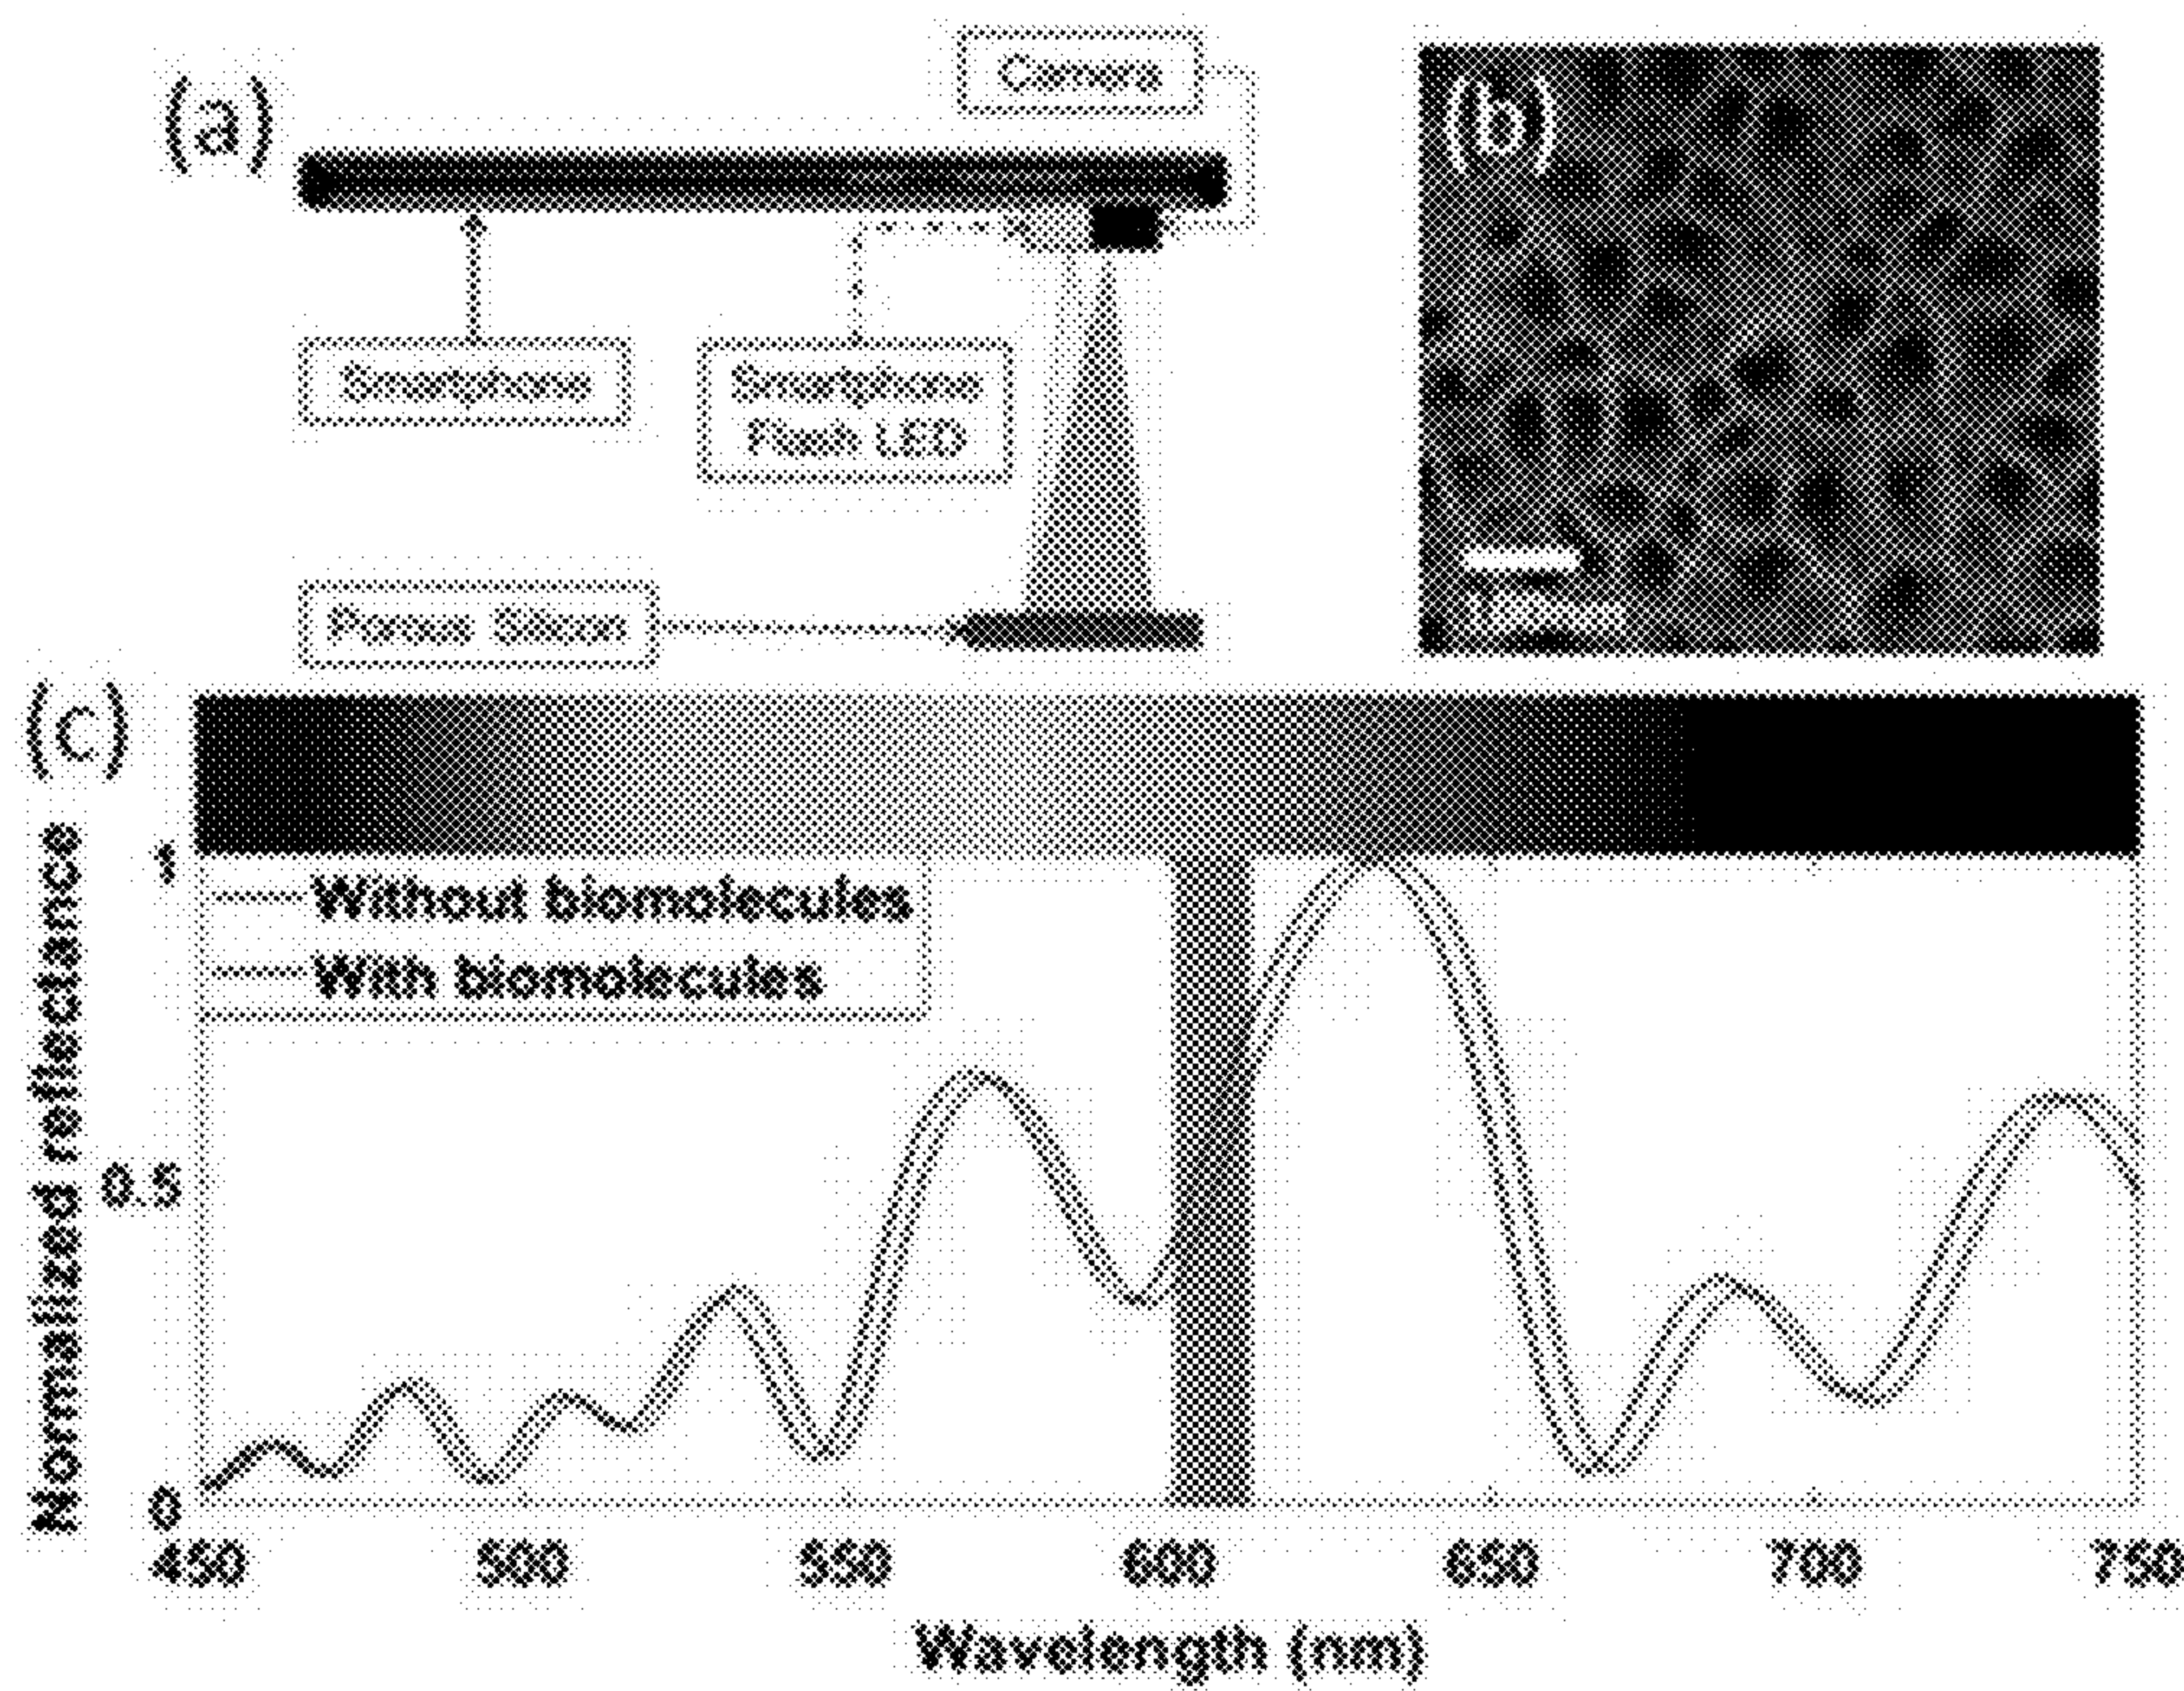 (a)
Camera
(b)
Smartphone
Smartphone
Flash LED
Porous Silicon
(c)
Normalized reflectance
1
Without biomolecules
With biomolecules
0.5
0
450 500 550 600 650 700 750
Wavelength (nm)